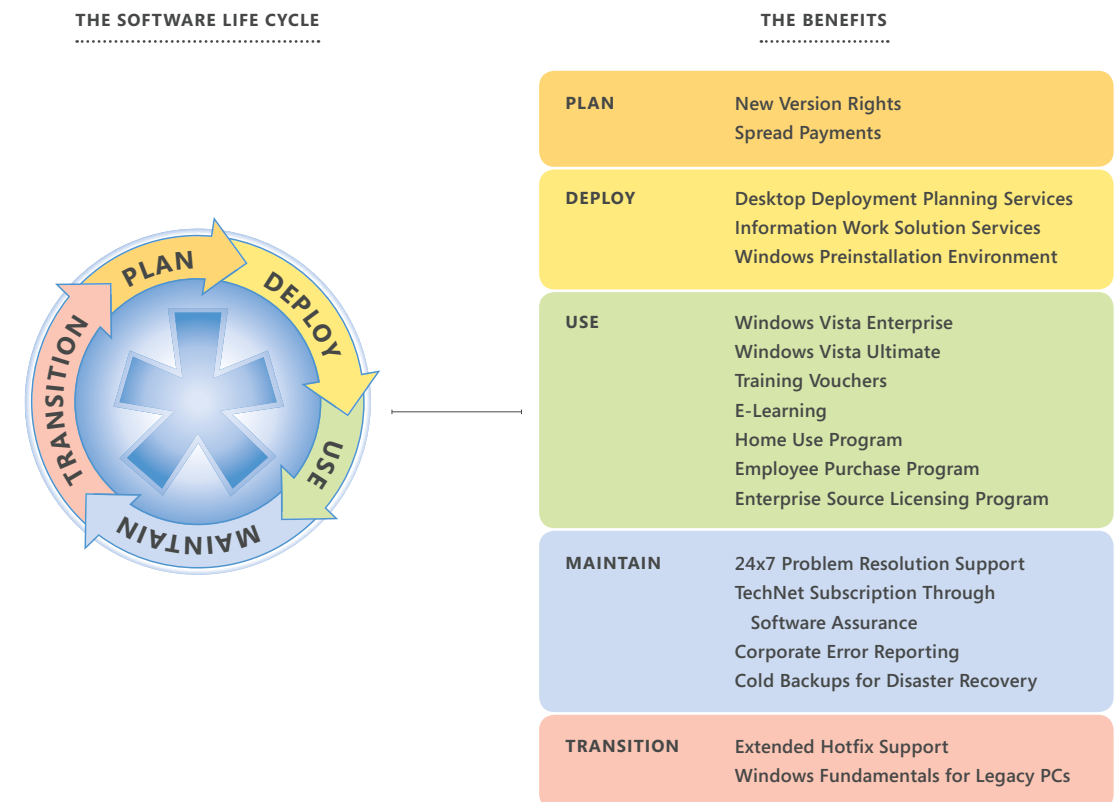 THE SOFTWARE LIFE CYCLE
PLAN
DEPLOY
USE
MAINTAIN
TRANSITION
THE BENEFITS
PLAN
New Version Rights
Spread Payments
DEPLOY
Desktop Deployment Planning Services
Information Work Solution Services
Windows Preinstallation Environment
USE
Windows Vista Enterprise
Windows Vista Ultimate
Training Vouchers
E-Learning
Home Use Program
Employee Purchase Program
Enterprise Source Licensing Program
MAINTAIN
24x7 Problem Resolution Support
TechNet Subscription Through
Software Assurance
Corporate Error Reporting
Cold Backups for Disaster Recovery
TRANSITION
Extended Hotfix Support
Windows Fundamentals for Legacy PCs